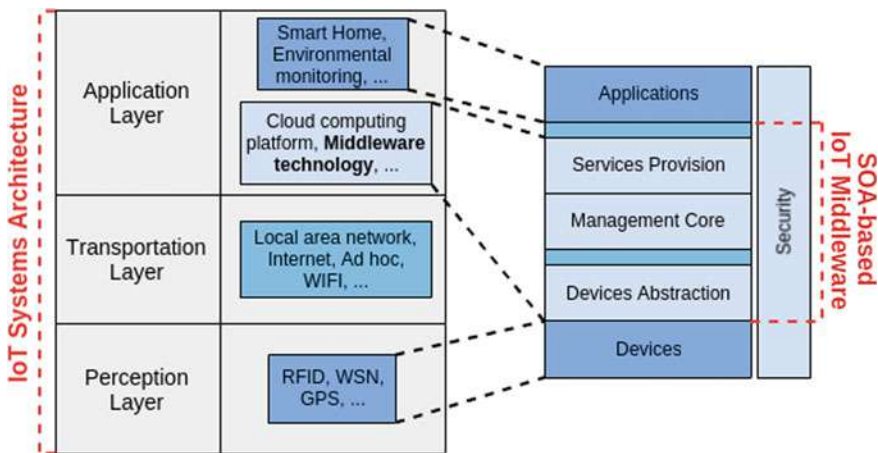 IoT Systems Architecture
Application
Layer
Smart Home,
Environmental
monitoring, ...
Cloud computing
platform, Middleware
technology, ...
Transportation
Layer
Local area network,
Internet, Ad hoc,
WIFI, ...
Perception
Layer
RFID, WSN,
GPS, ...
Applications
Services Provision
Management Core
Devices Abstraction
Devices
Security
SOA-based
IoT Middleware